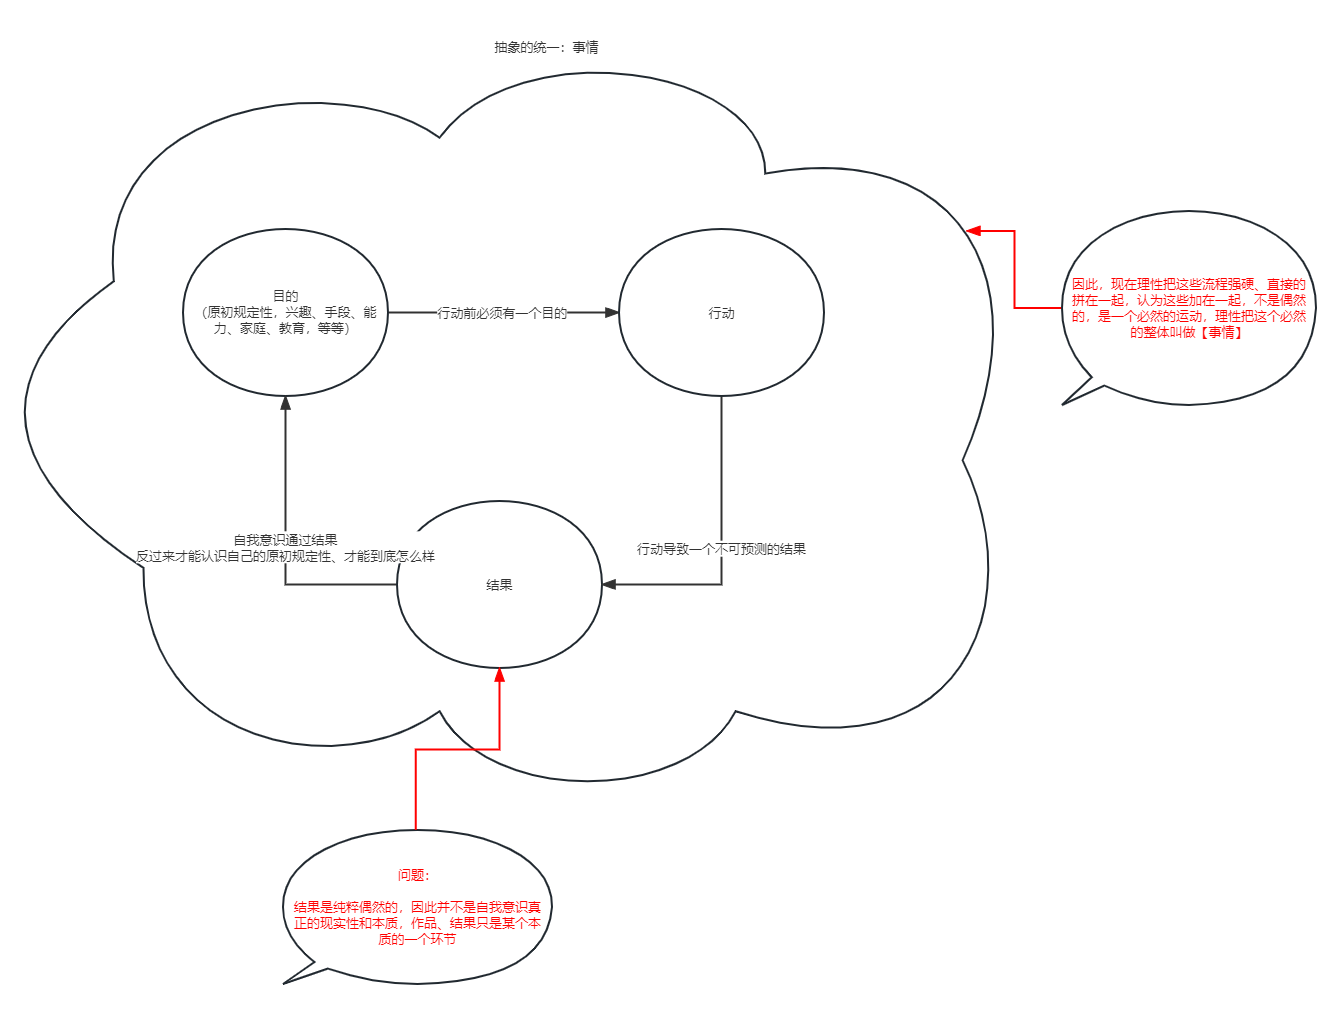 抽象的统一：事情
目的
（原初规定性，兴趣、手段、能
力、家庭、教育，等等）
行动前必须有一个目的
行动
因此，现在理性把这些流程强硬、直接的
拼在一起，认为这些加在一起，不是偶然
的，是一个必然的运动，理性把这个必然
的整体叫做【事情】
自我意识通过结果
反过来才能认识自己的原初规定性、才能到底怎么样
行动导致一个不可预测的结果
结果
问题：
结果是纯粹偶然的，因此并不是自我意识真
正的现实性和本质，作品、结果只是某个本
质的一个环节